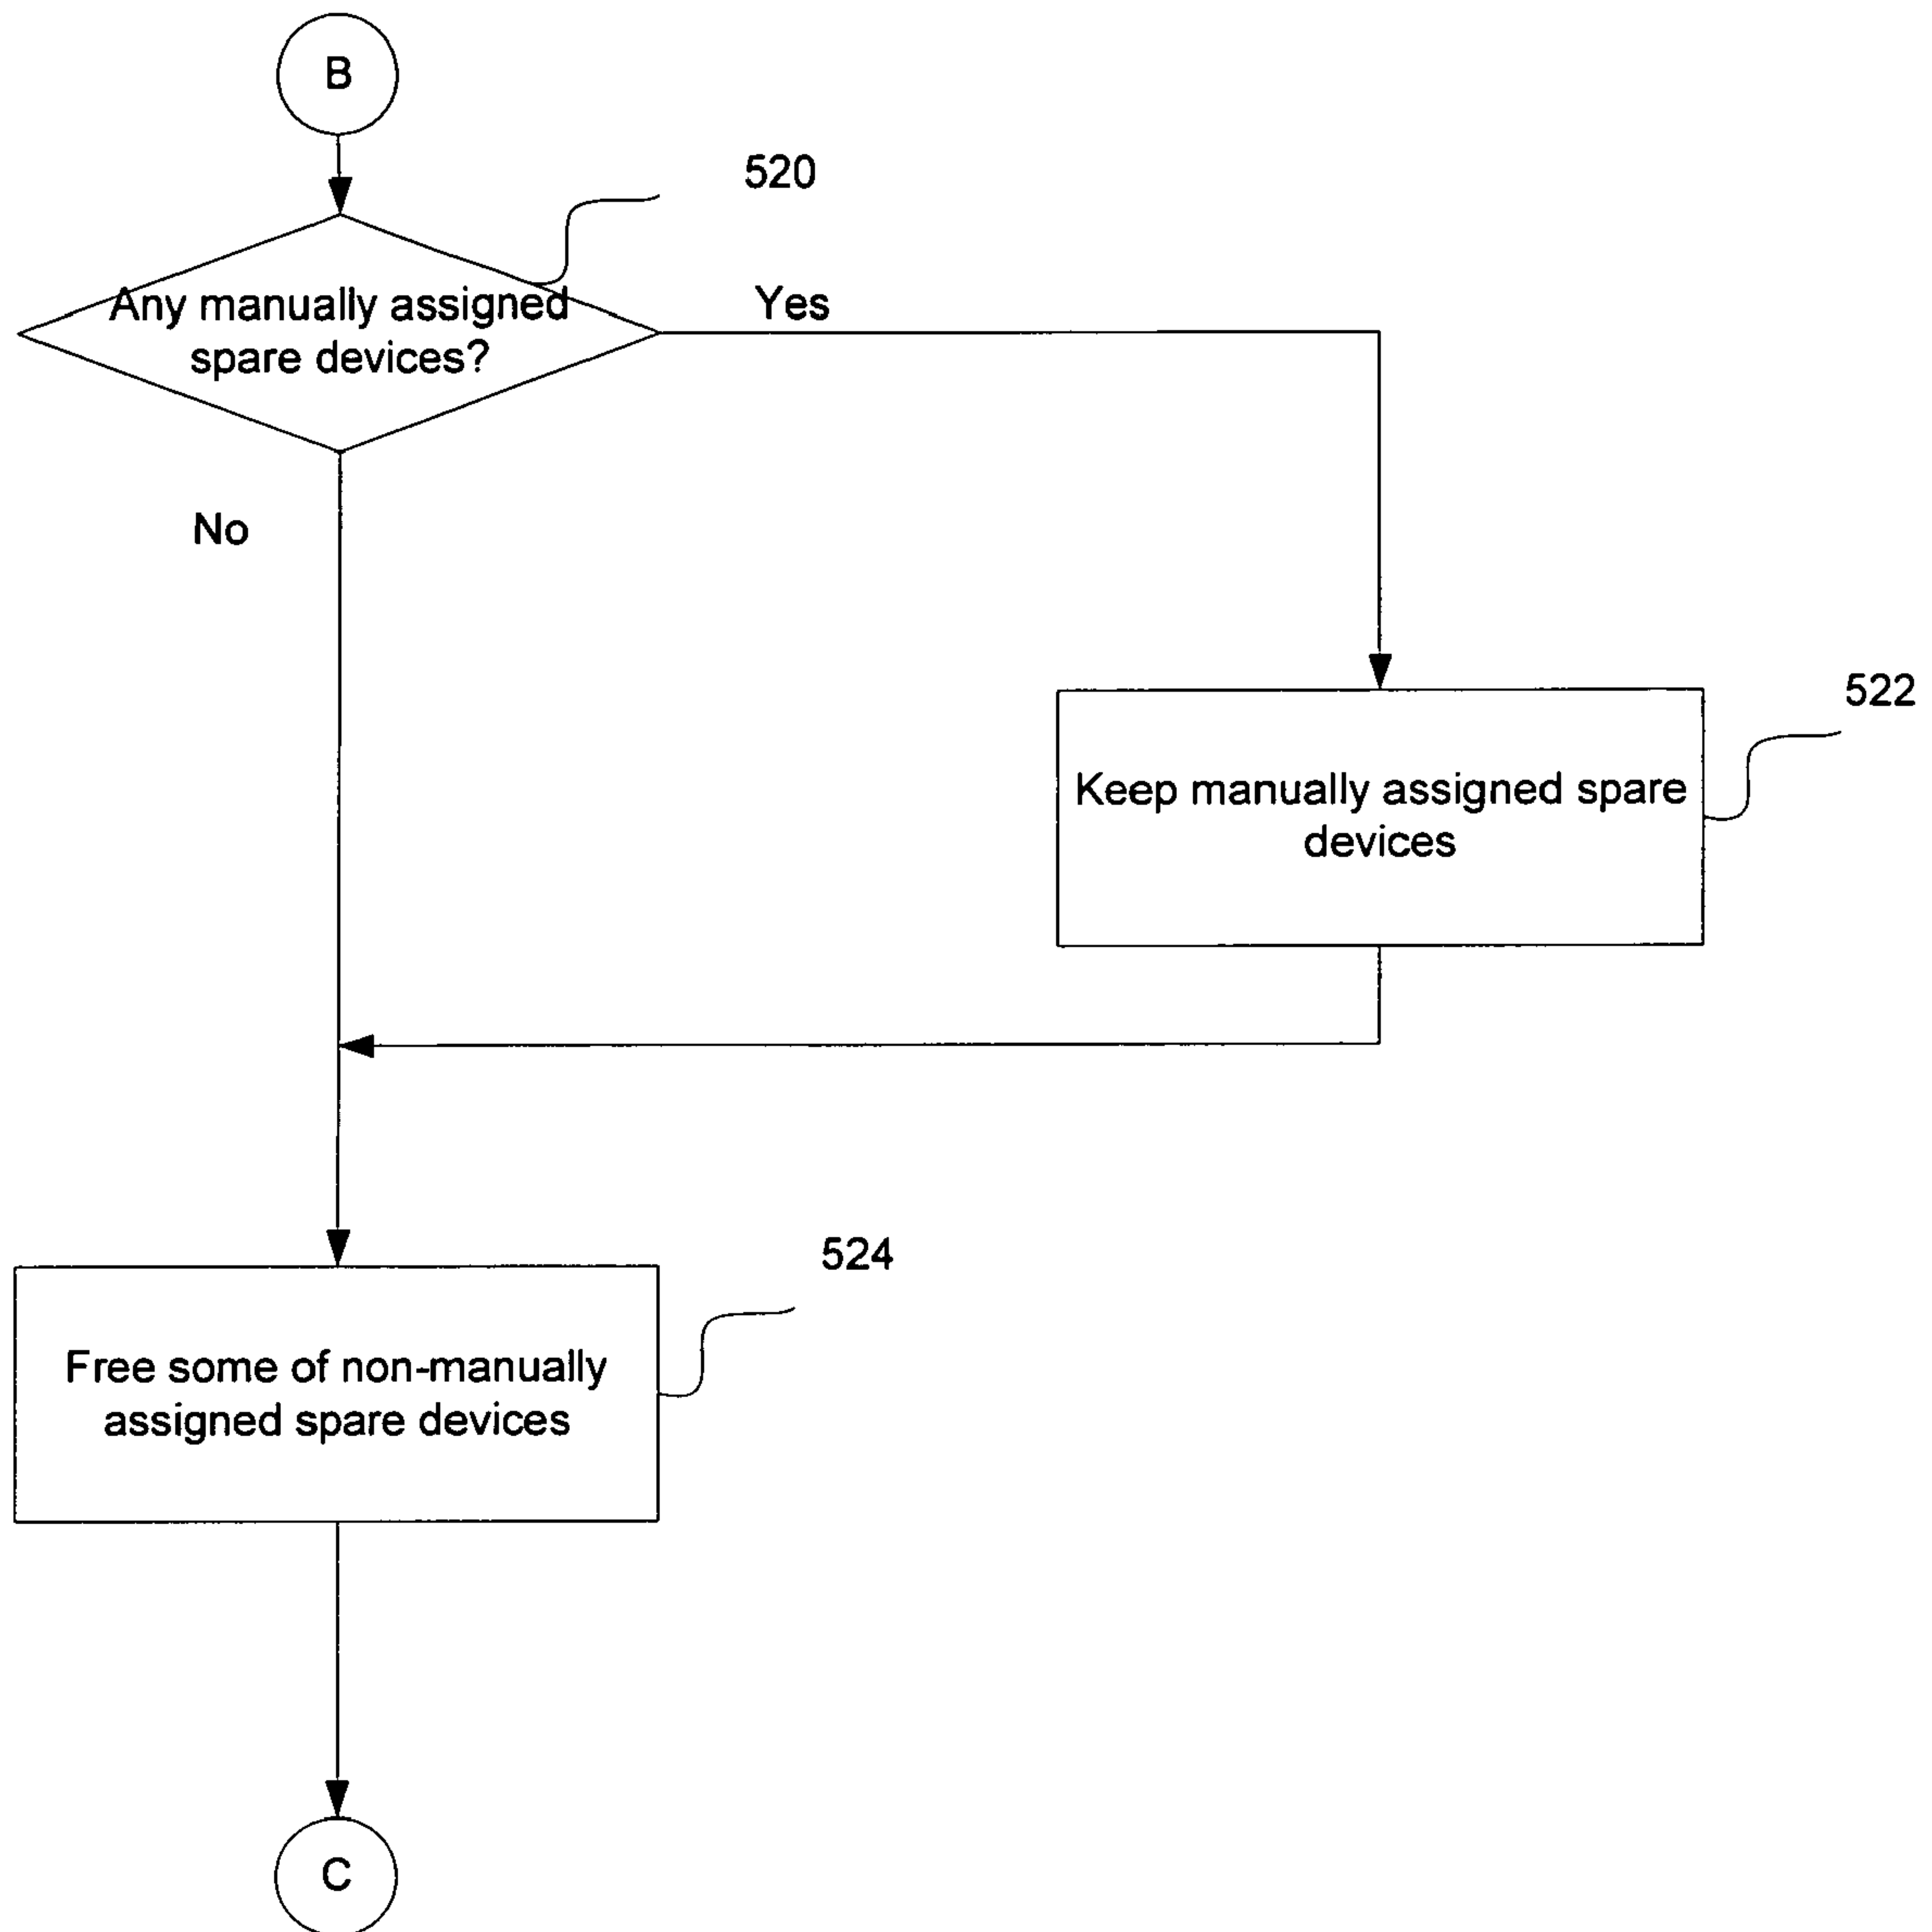 B
520
Any manually assigned
spare devices?
Yes
No
522
Keep manually assigned spare
devices
524
Free some of non-manually
assigned spare devices
C